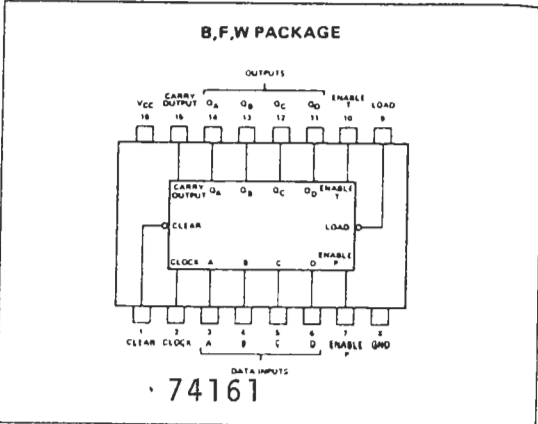 B,F,W PACKAGE
OUTPUTS
VCC CARRY OUTPUT QA QB QC QD ENABLE T LOAD
16 15 14 13 12 11 10 9
CARRY OUTPUT QA QB QC QD ENABLE T
CLEAR LOAD
CLOCK A B C D ENABLE P
1 2 3 4 5 6 7 8
CLEAR CLOCK A B C D ENABLE P GND
DATA INPUTS
74161